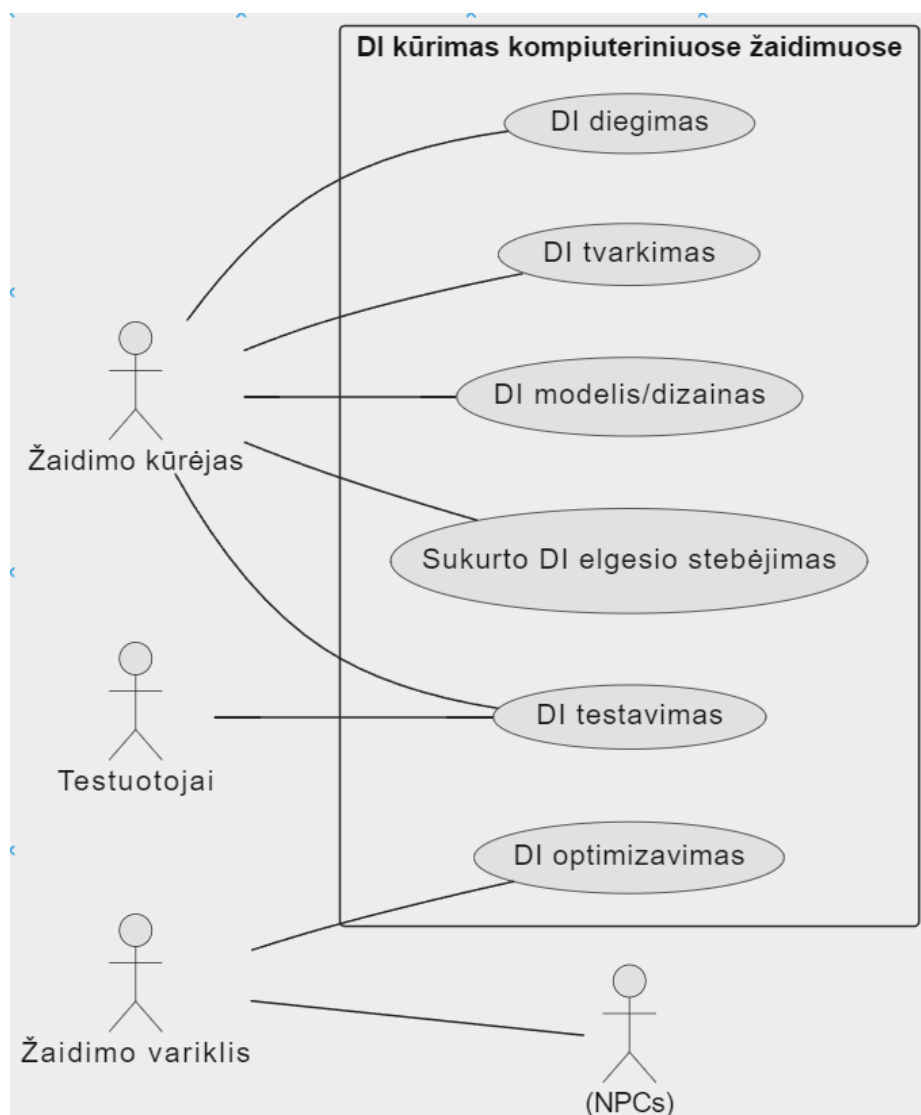 DI kūrimas kompiuteriniuose žaidimuose
DI diegimas
DI tvarkimas
DI modelis/dizainas
Žaidimo kūrėjas
Sukurto DI elgesio stebėjimas
DI testavimas
Testuotojai
DI optimizavimas
Žaidimo variklis
(NPCs)